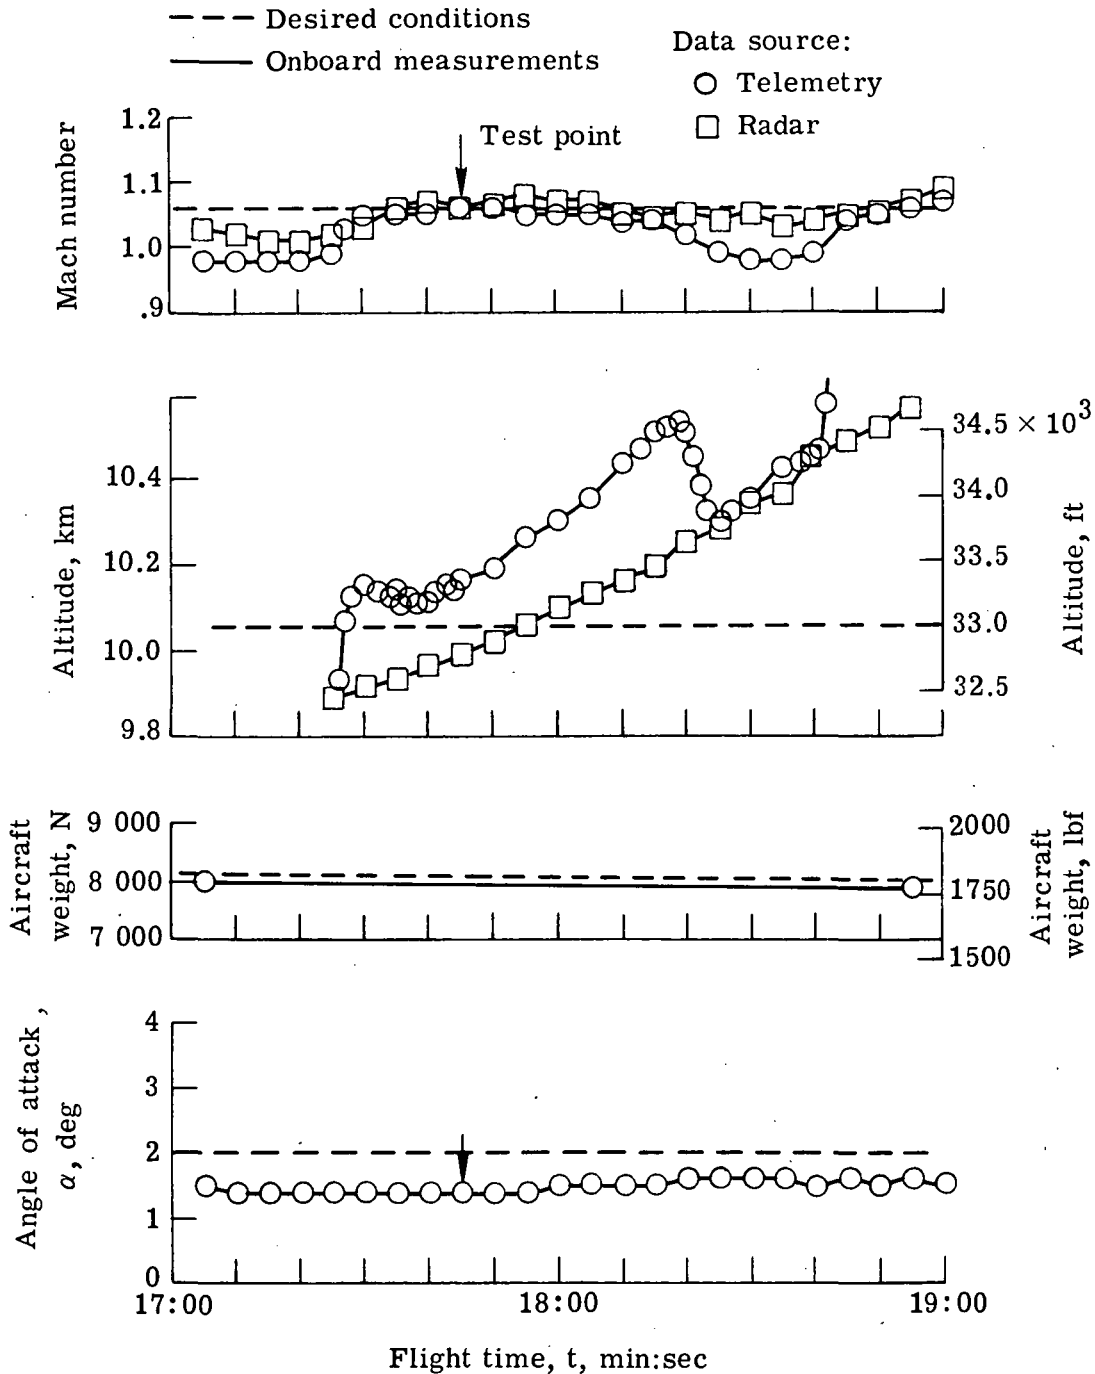 Desired conditions
Onboard measurements
Data source:
Telemetry
Radar
Mach number
1.2
1.1
1.0
.9
Test point
Altitude, km
10.4
10.2
10.0
9.8
34.5 × 10³
34.0
33.5
33.0
32.5
Altitude, ft
Aircraft
weight, N
9 000
8 000
7 000
2000
1750
1500
Aircraft
weight, lbf
Angle of attack,
α, deg
4
3
2
1
0
17:00
18:00
19:00
Flight time, t, min:sec